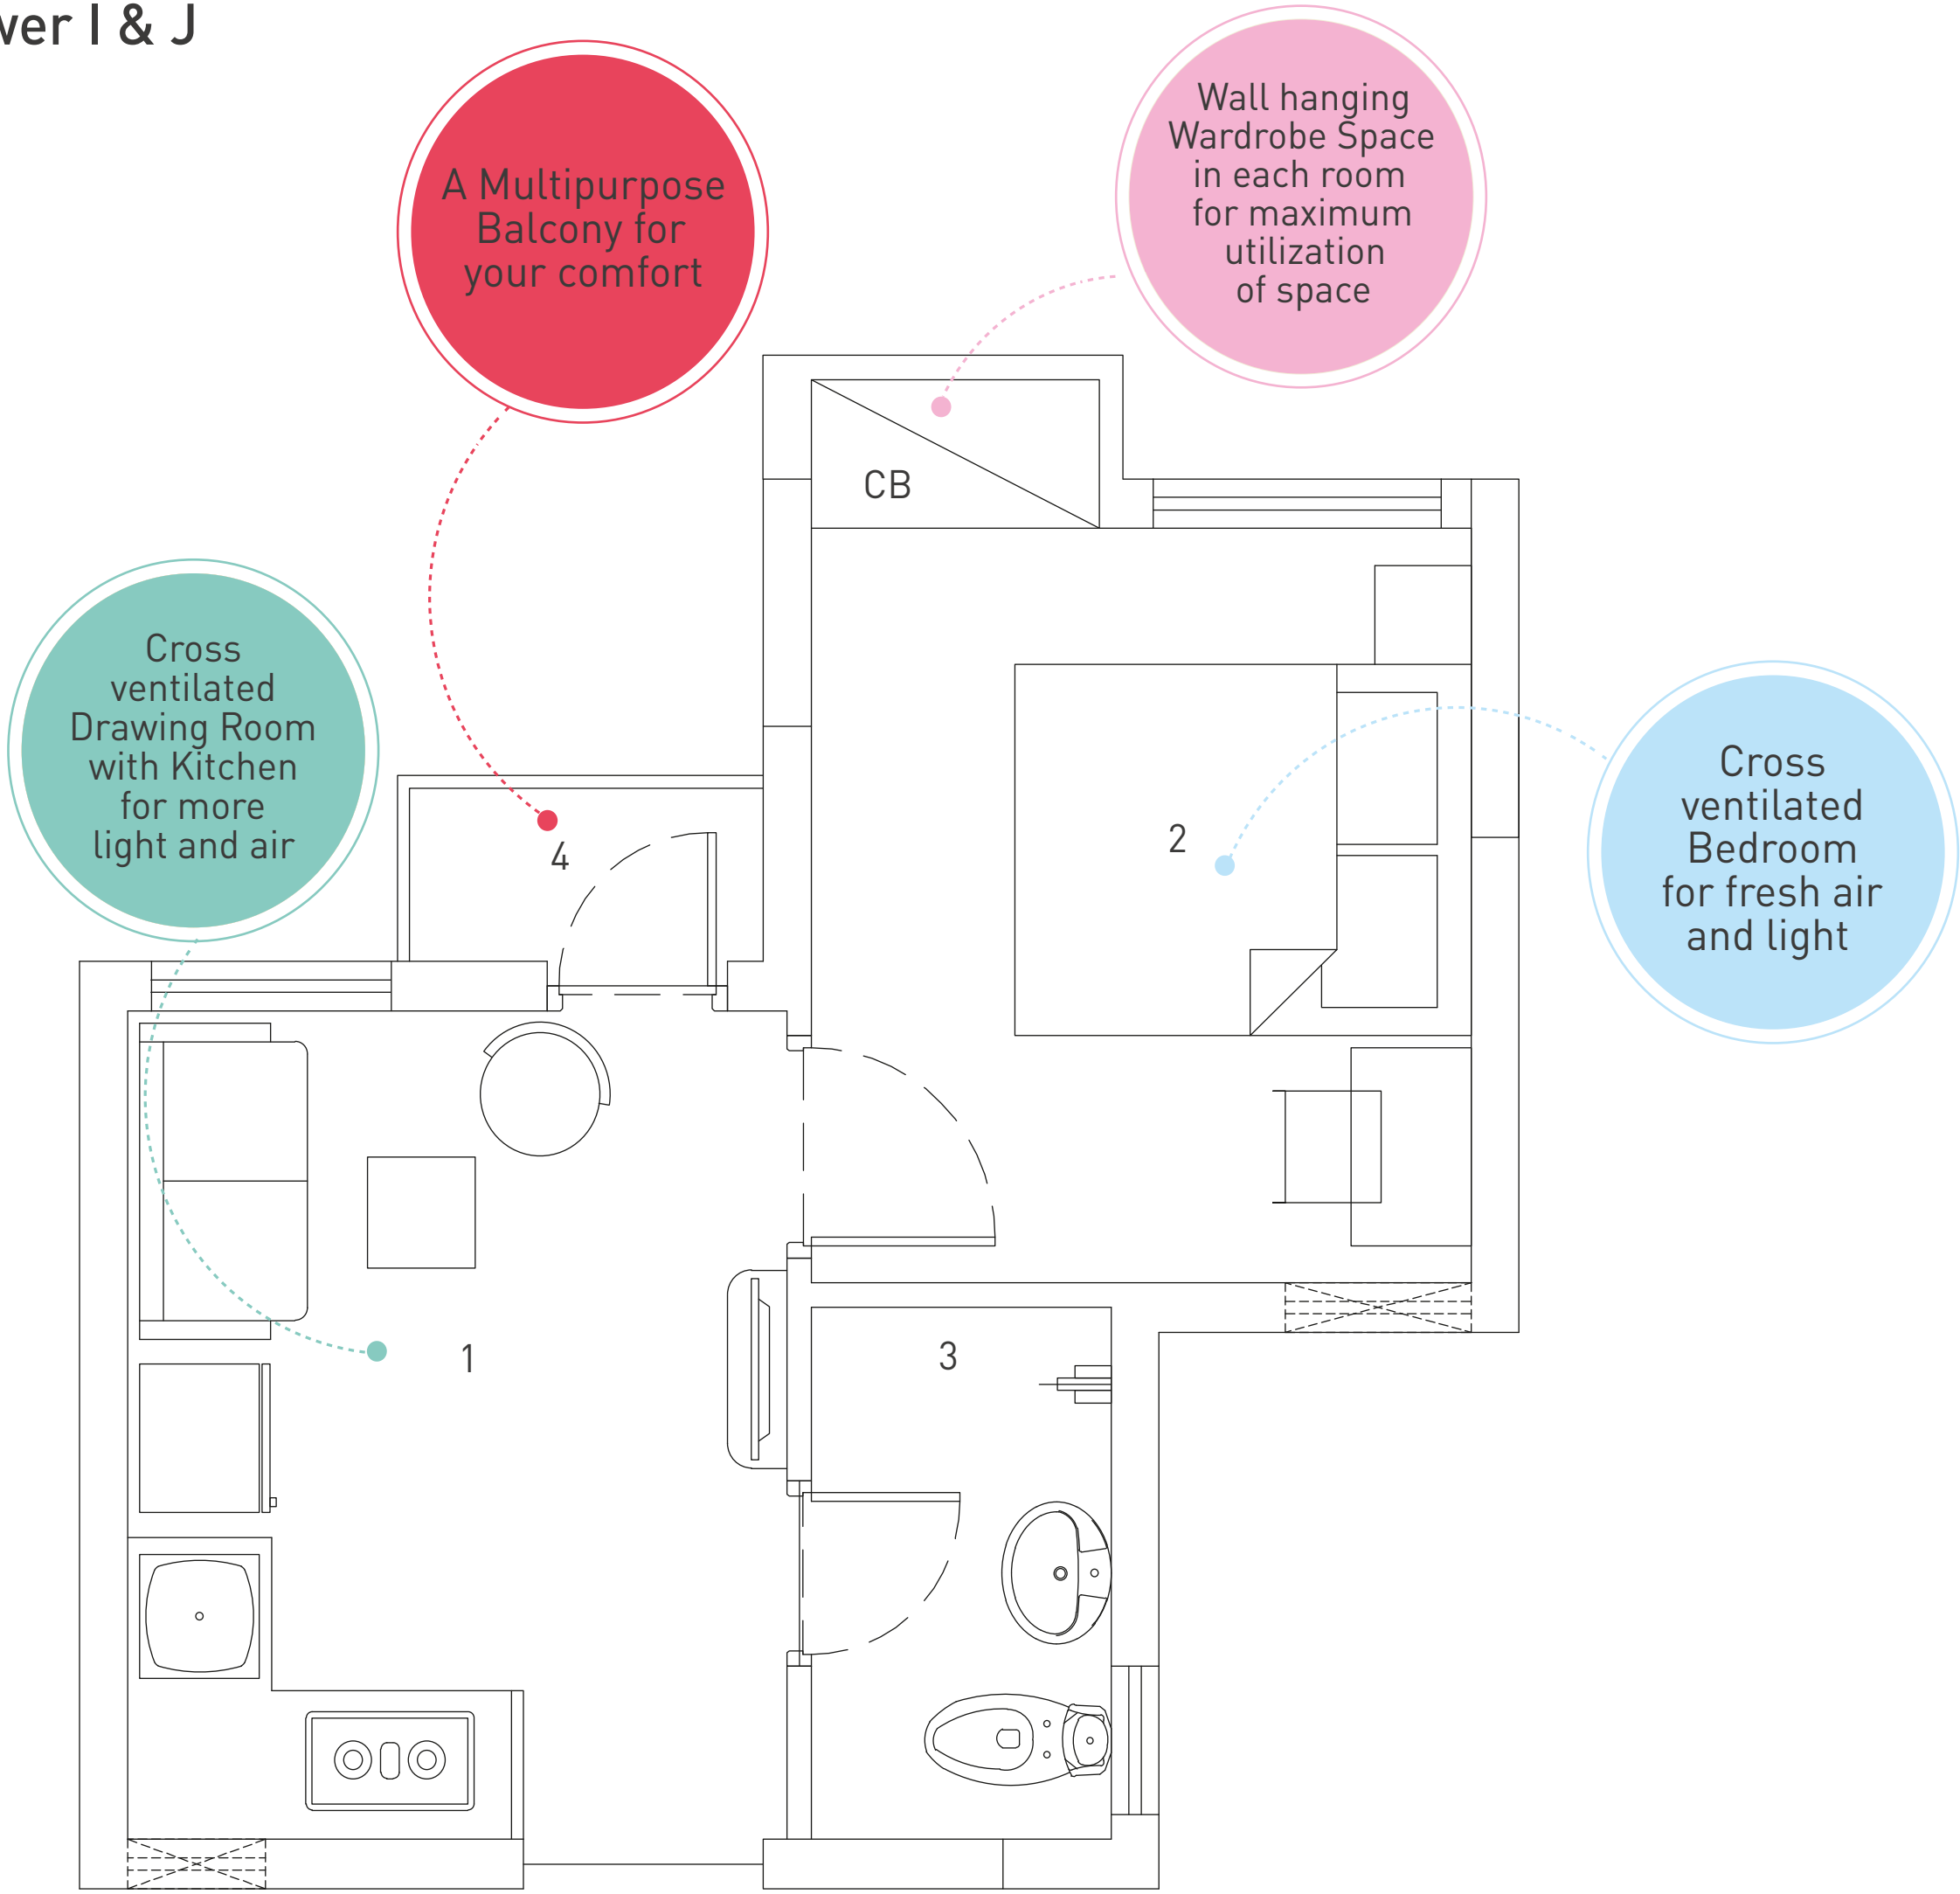 wer I & J
A Multipurpose
Balcony for
your comfort
Wall hanging
Wardrobe Space
in each room
for maximum
utilization
of space
CB
Cross
ventilated
Drawing Room
with Kitchen
for more
light and air
Cross
ventilated
Bedroom
for fresh air
and light
2
4
1
3